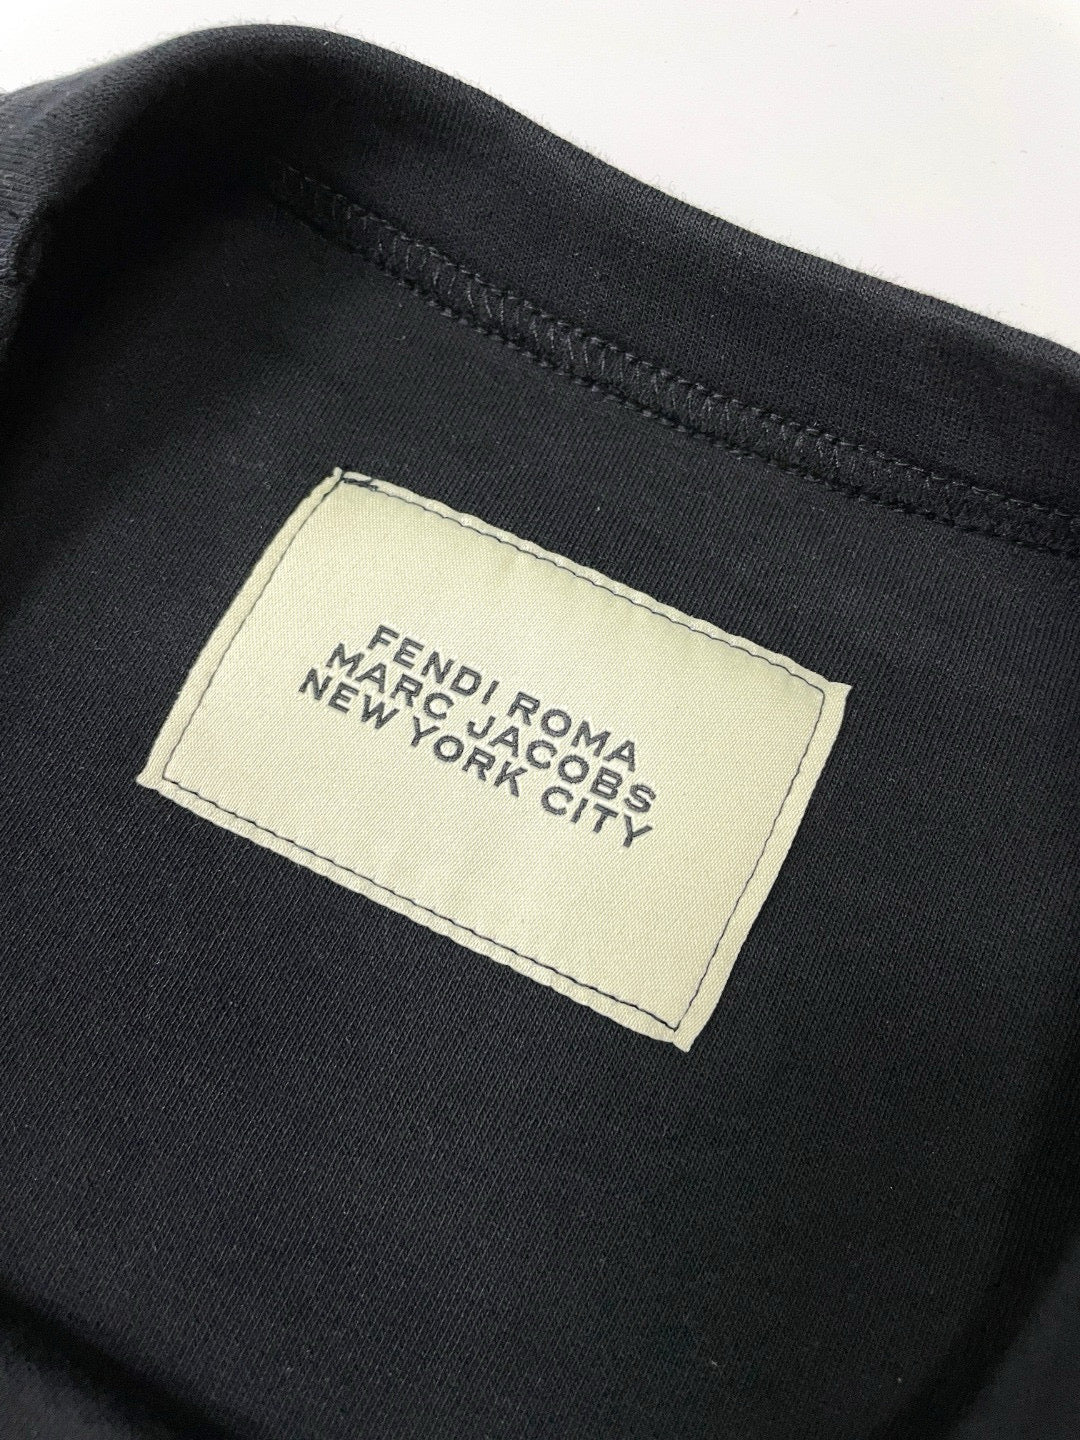 FENDI ROMA
MARC JACOBS
NEW YORK CITY